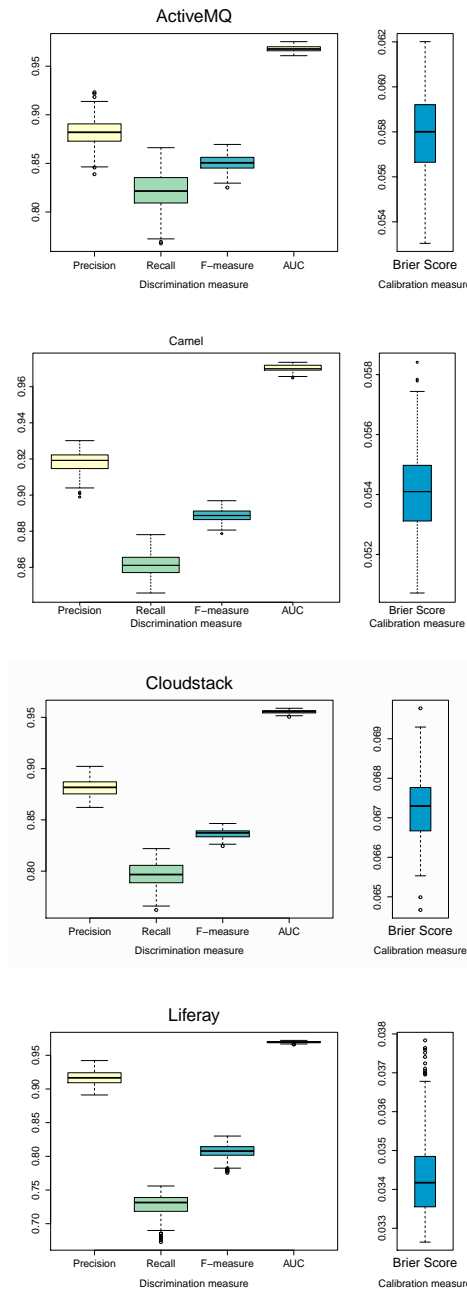 ActiveMQ
0.95
0.90
0.85
0.80
Precision Recall F−measure AUC
Discrimination measure
0.062
0.060
0.058
0.056
0.054
Brier Score
Calibration measure
Camel
0.96
0.92
0.90
0.88
0.86
Precision Recall F−measure AUC
Discrimination measure
0.058
0.056
0.054
0.052
Brier Score
Calibration measure
Cloudstack
0.95
0.90
0.85
0.80
Precision Recall F−measure AUC
Discrimination measure
0.069
0.068
0.067
0.066
0.065
Brier Score
Calibration measure
Liferay
0.95
0.90
0.85
0.80
0.75
0.70
Precision Recall F−measure AUC
Discrimination measure
0.038
0.037
0.036
0.035
0.034
0.033
Brier Score
Calibration measure